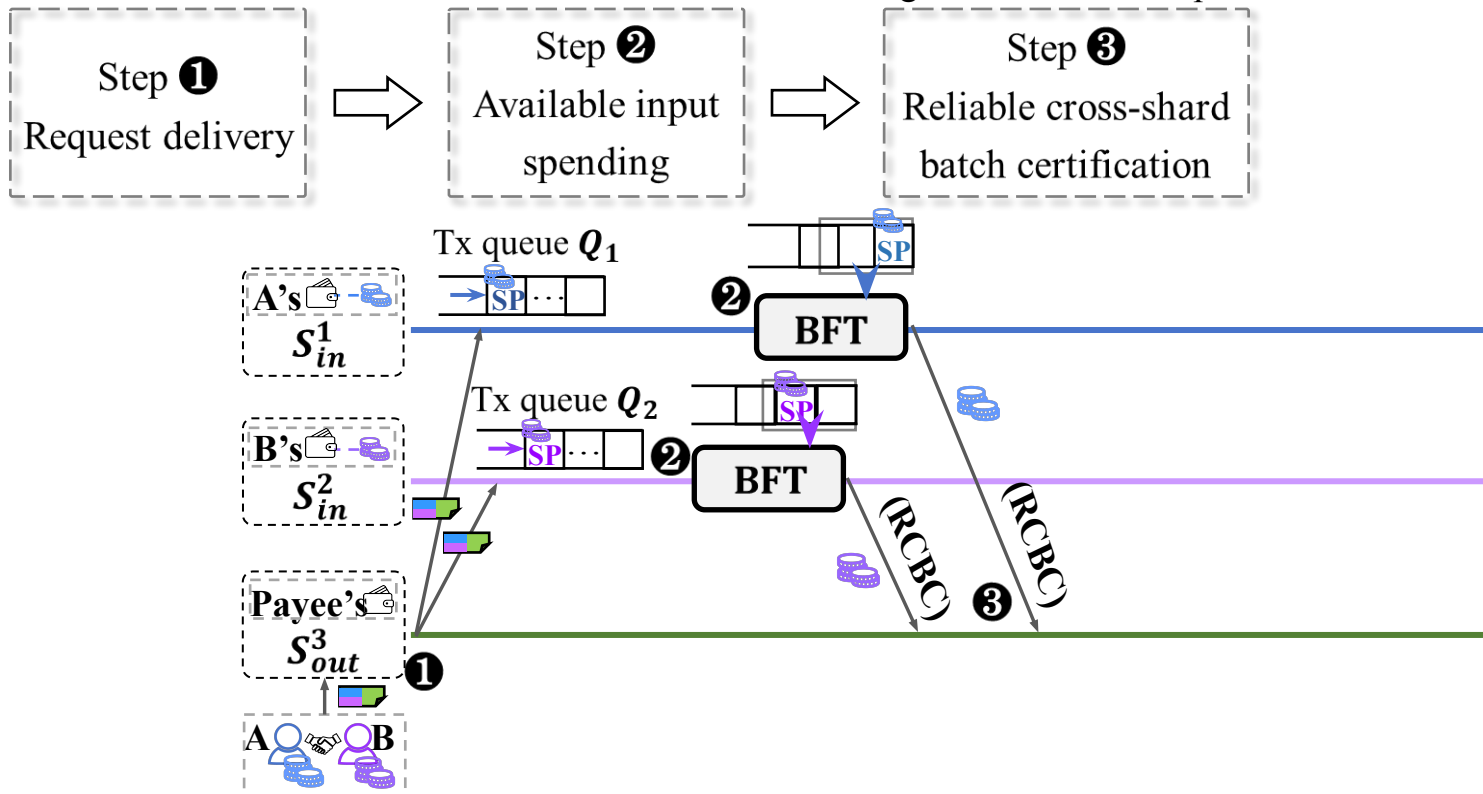 Step ❶
Request delivery
Step ❷
Available input
spending
Step ❸
Reliable cross-shard
batch certification
Tx queue Q₁
SP
SP
...
A's
S¹ᵢₙ
❷
BFT
Tx queue Q₂
SP
SP
...
B's
S²ᵢₙ
❷
BFT
(RCBC)
(RCBC)
❸
Payee's
S³ₒᵤₜ
❶
A
B